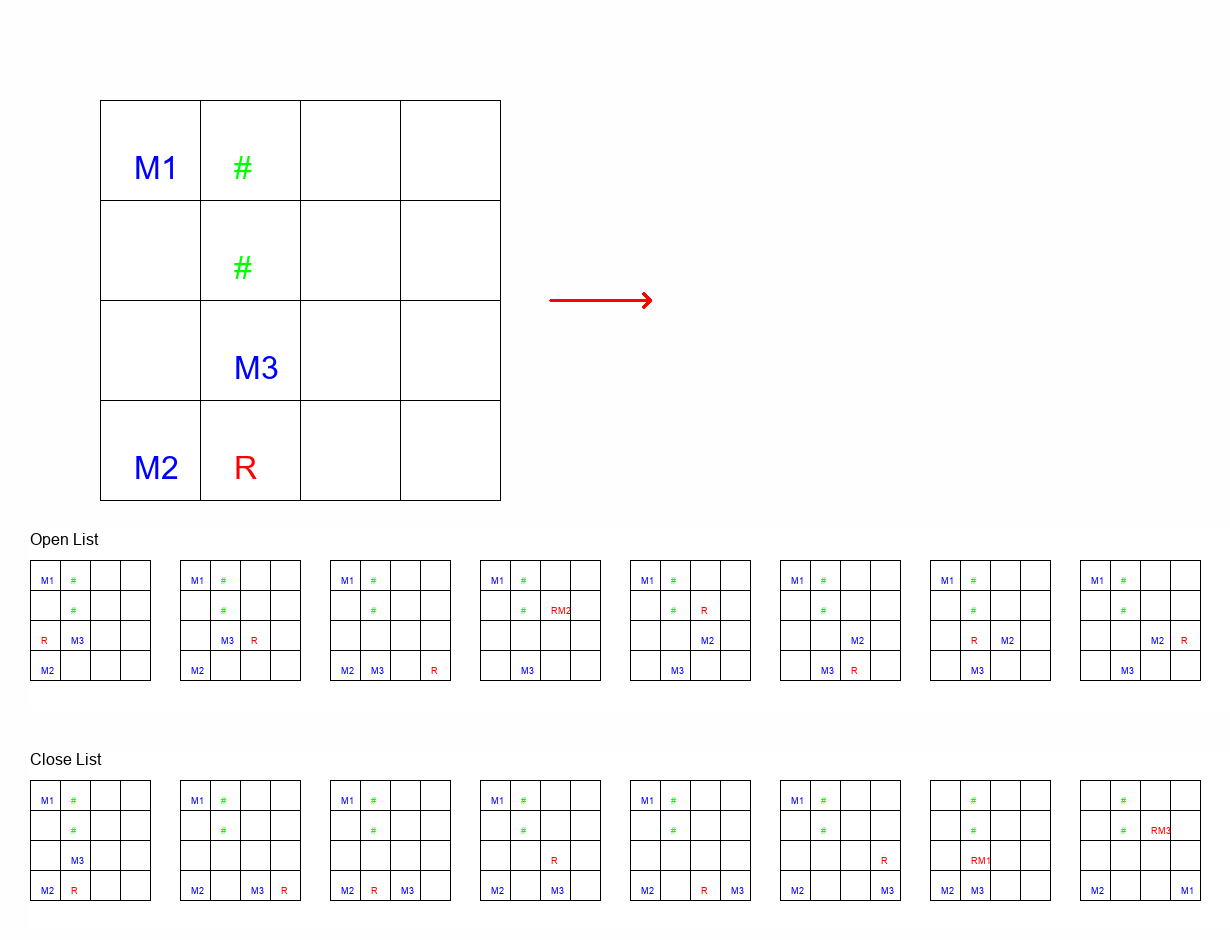 M1 #
#
M3
M2 R
Open List
M1 # M1 # M1 # M1 # M1 # M1 # M1 # M1 #
# # # # RM2 # R # # #
R M3 M3 R M2 M2 R M2 M2 R
M2 M2 M2 M3 R M3 M3 M3 R M3 M3
Close List
M1 # M1 # M1 # M1 # M1 # M1 # # #
# # # # # # # # RM3
M3 R R RM1
M2 R M2 M3 R M2 R M3 M2 M3 M2 R M3 M2 M3 M2 M3 M2 M1